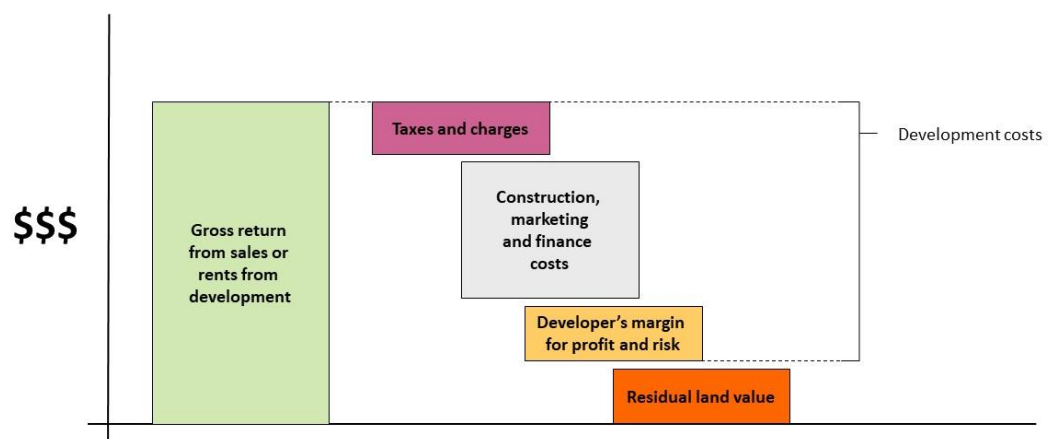 Taxes and charges
Development costs
Construction,
marketing
and finance
costs
$$$
Gross return
from sales or
rents from
development
Developer's margin
for profit and risk
Residual land value